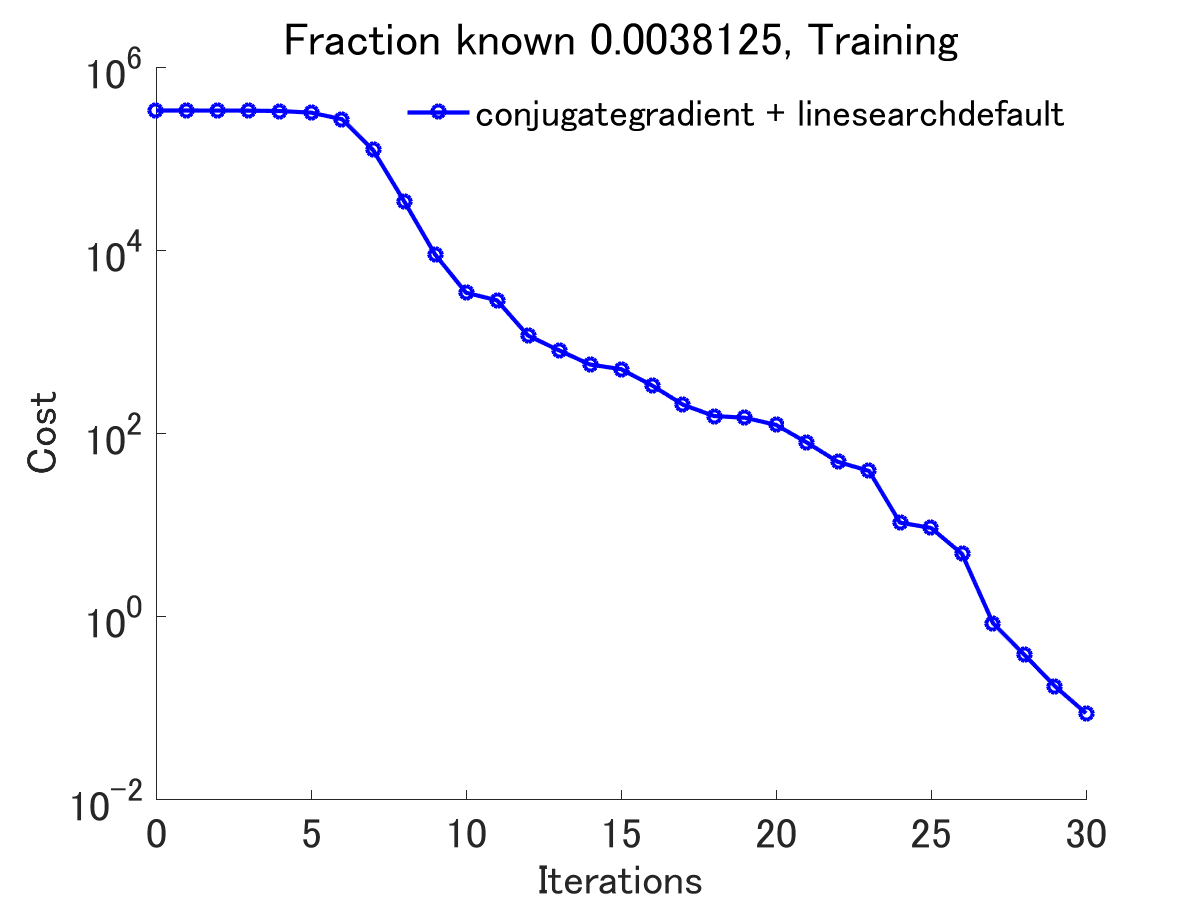 Fraction known 0.0038125, Training
conjugategradient + linesearchdefault
10^6
10^4
10^2
10^0
10^-2
Cost
0 5 10 15 20 25 30
Iterations